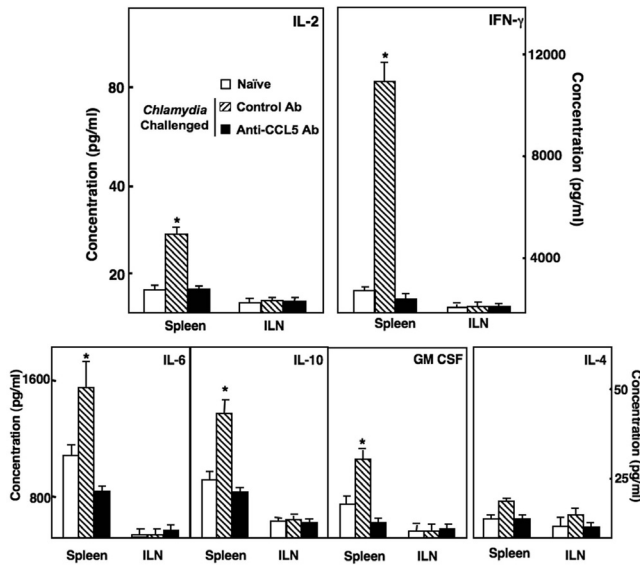 IL-2
IFN-γ
Concentration (pg/ml)
80
40
20
Naïve
Chlamydia
Challenged
Control Ab
Anti-CCL5 Ab
*
Spleen
ILN
*
12000
8000
4000
Concentration (pg/ml)
Spleen
ILN
IL-6
IL-10
GM CSF
IL-4
Concentration (pg/ml)
1600
800
*
*
*
50
25
Concentration (pg/ml)
Spleen
ILN
Spleen
ILN
Spleen
ILN
Spleen
ILN